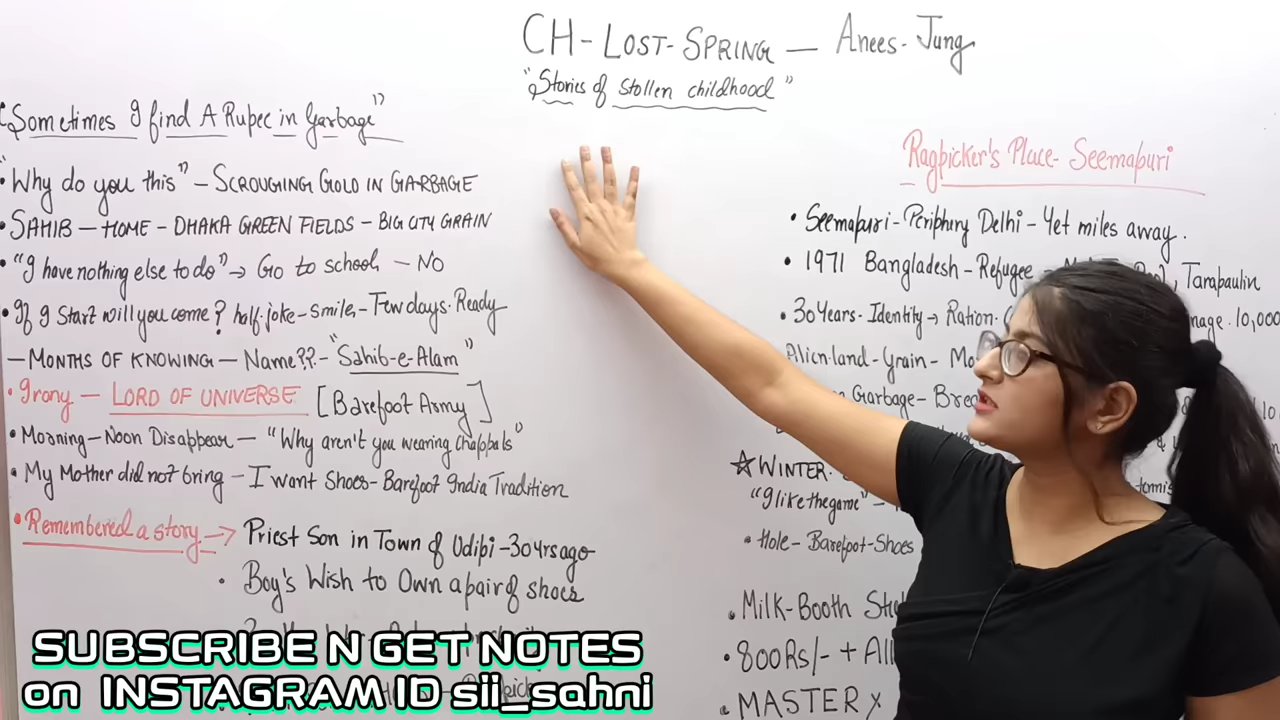 CH- LOST- SPRING — Anees- Jung
"Stories of stollen childhood"
"Sometimes I find A Rupee in Garbage"
• "Why do you this" – SCROUGING GOLD IN GARBAGE
• SAHIB — HOME – DHAKA GREEN FIELDS – BIG CITY GRAIN
• "I have nothing else to do" → Go to school – NO
• If I start will you come? half-joke – smile, – Few days. Ready
— MONTHS OF KNOWING — Name?? – "Sahib-e-Alam"
• Irony — LORD OF UNIVERSE [Barefoot Army]
• Morning – Noon Disappear – "Why aren't you wearing Chappals"
• My Mother did not bring – I want Shoes – Barefoot India Tradition
• Remembered a story → Priest Son in Town of Udipi – 30 yrs ago
• Boy's Wish to Own a pair of shoes
Ragpicker's Place- Seemapuri
• Seemapuri – Periphery Delhi – Yet miles away.
• 1971 Bangladesh – Refugee – Tarapaulin
• 30 Years- Identity → Ration. 10,000
Alien land – Grain –
Garbage –
☆ WINTER-
"I like the game" –
• Hole – Barefoot – Shoes
• Milk- Booth
• 800 Rs/- + All
• MASTER X
SUBSCRIBE N GET NOTES
on INSTAGRAM ID sii_sahni